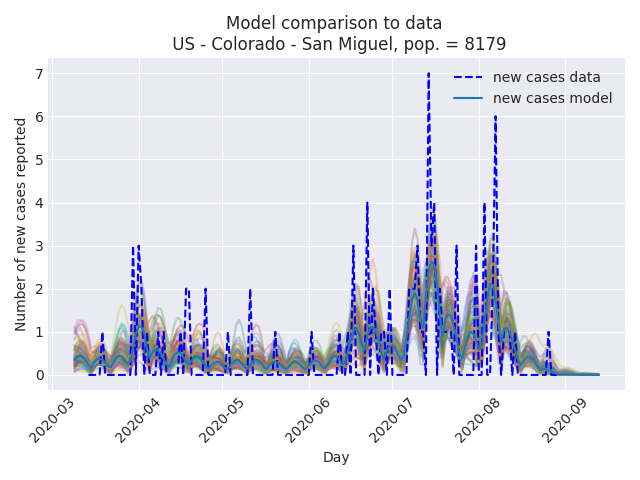 Model comparison to data
US - Colorado - San Miguel, pop. = 8179
new cases data
new cases model
Number of new cases reported
7
6
5
4
3
2
1
0
2020-03
2020-04
2020-05
2020-06
2020-07
2020-08
2020-09
Day